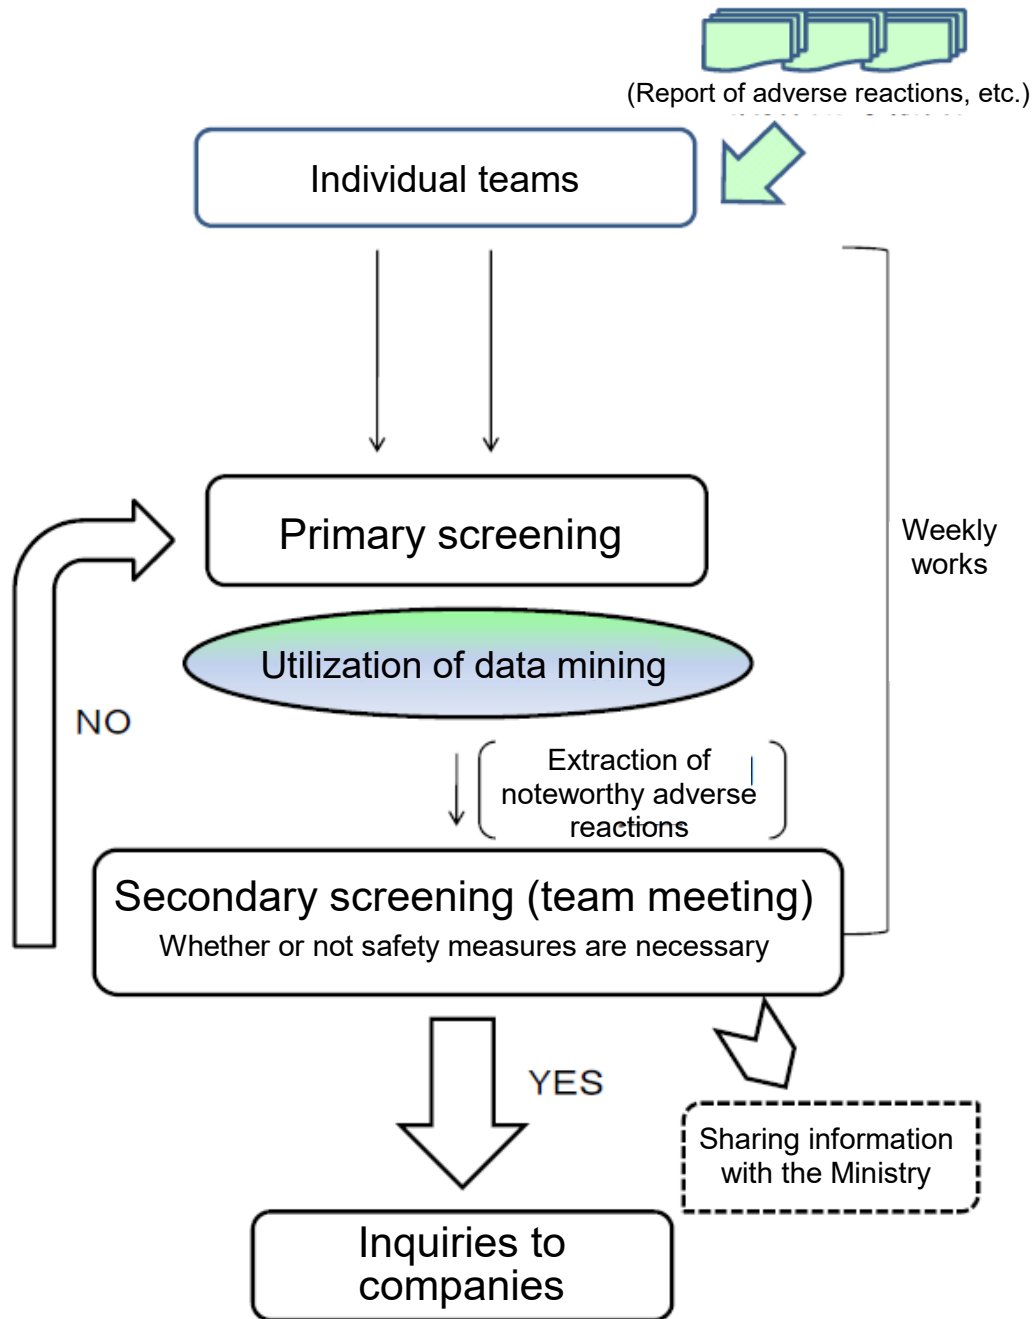 (Report of adverse reactions, etc.)
Individual teams
Primary screening
Weekly
works
Utilization of data mining
NO
Extraction of
noteworthy adverse
reactions
Secondary screening (team meeting)
Whether or not safety measures are necessary
YES
Sharing information
with the Ministry
Inquiries to
companies